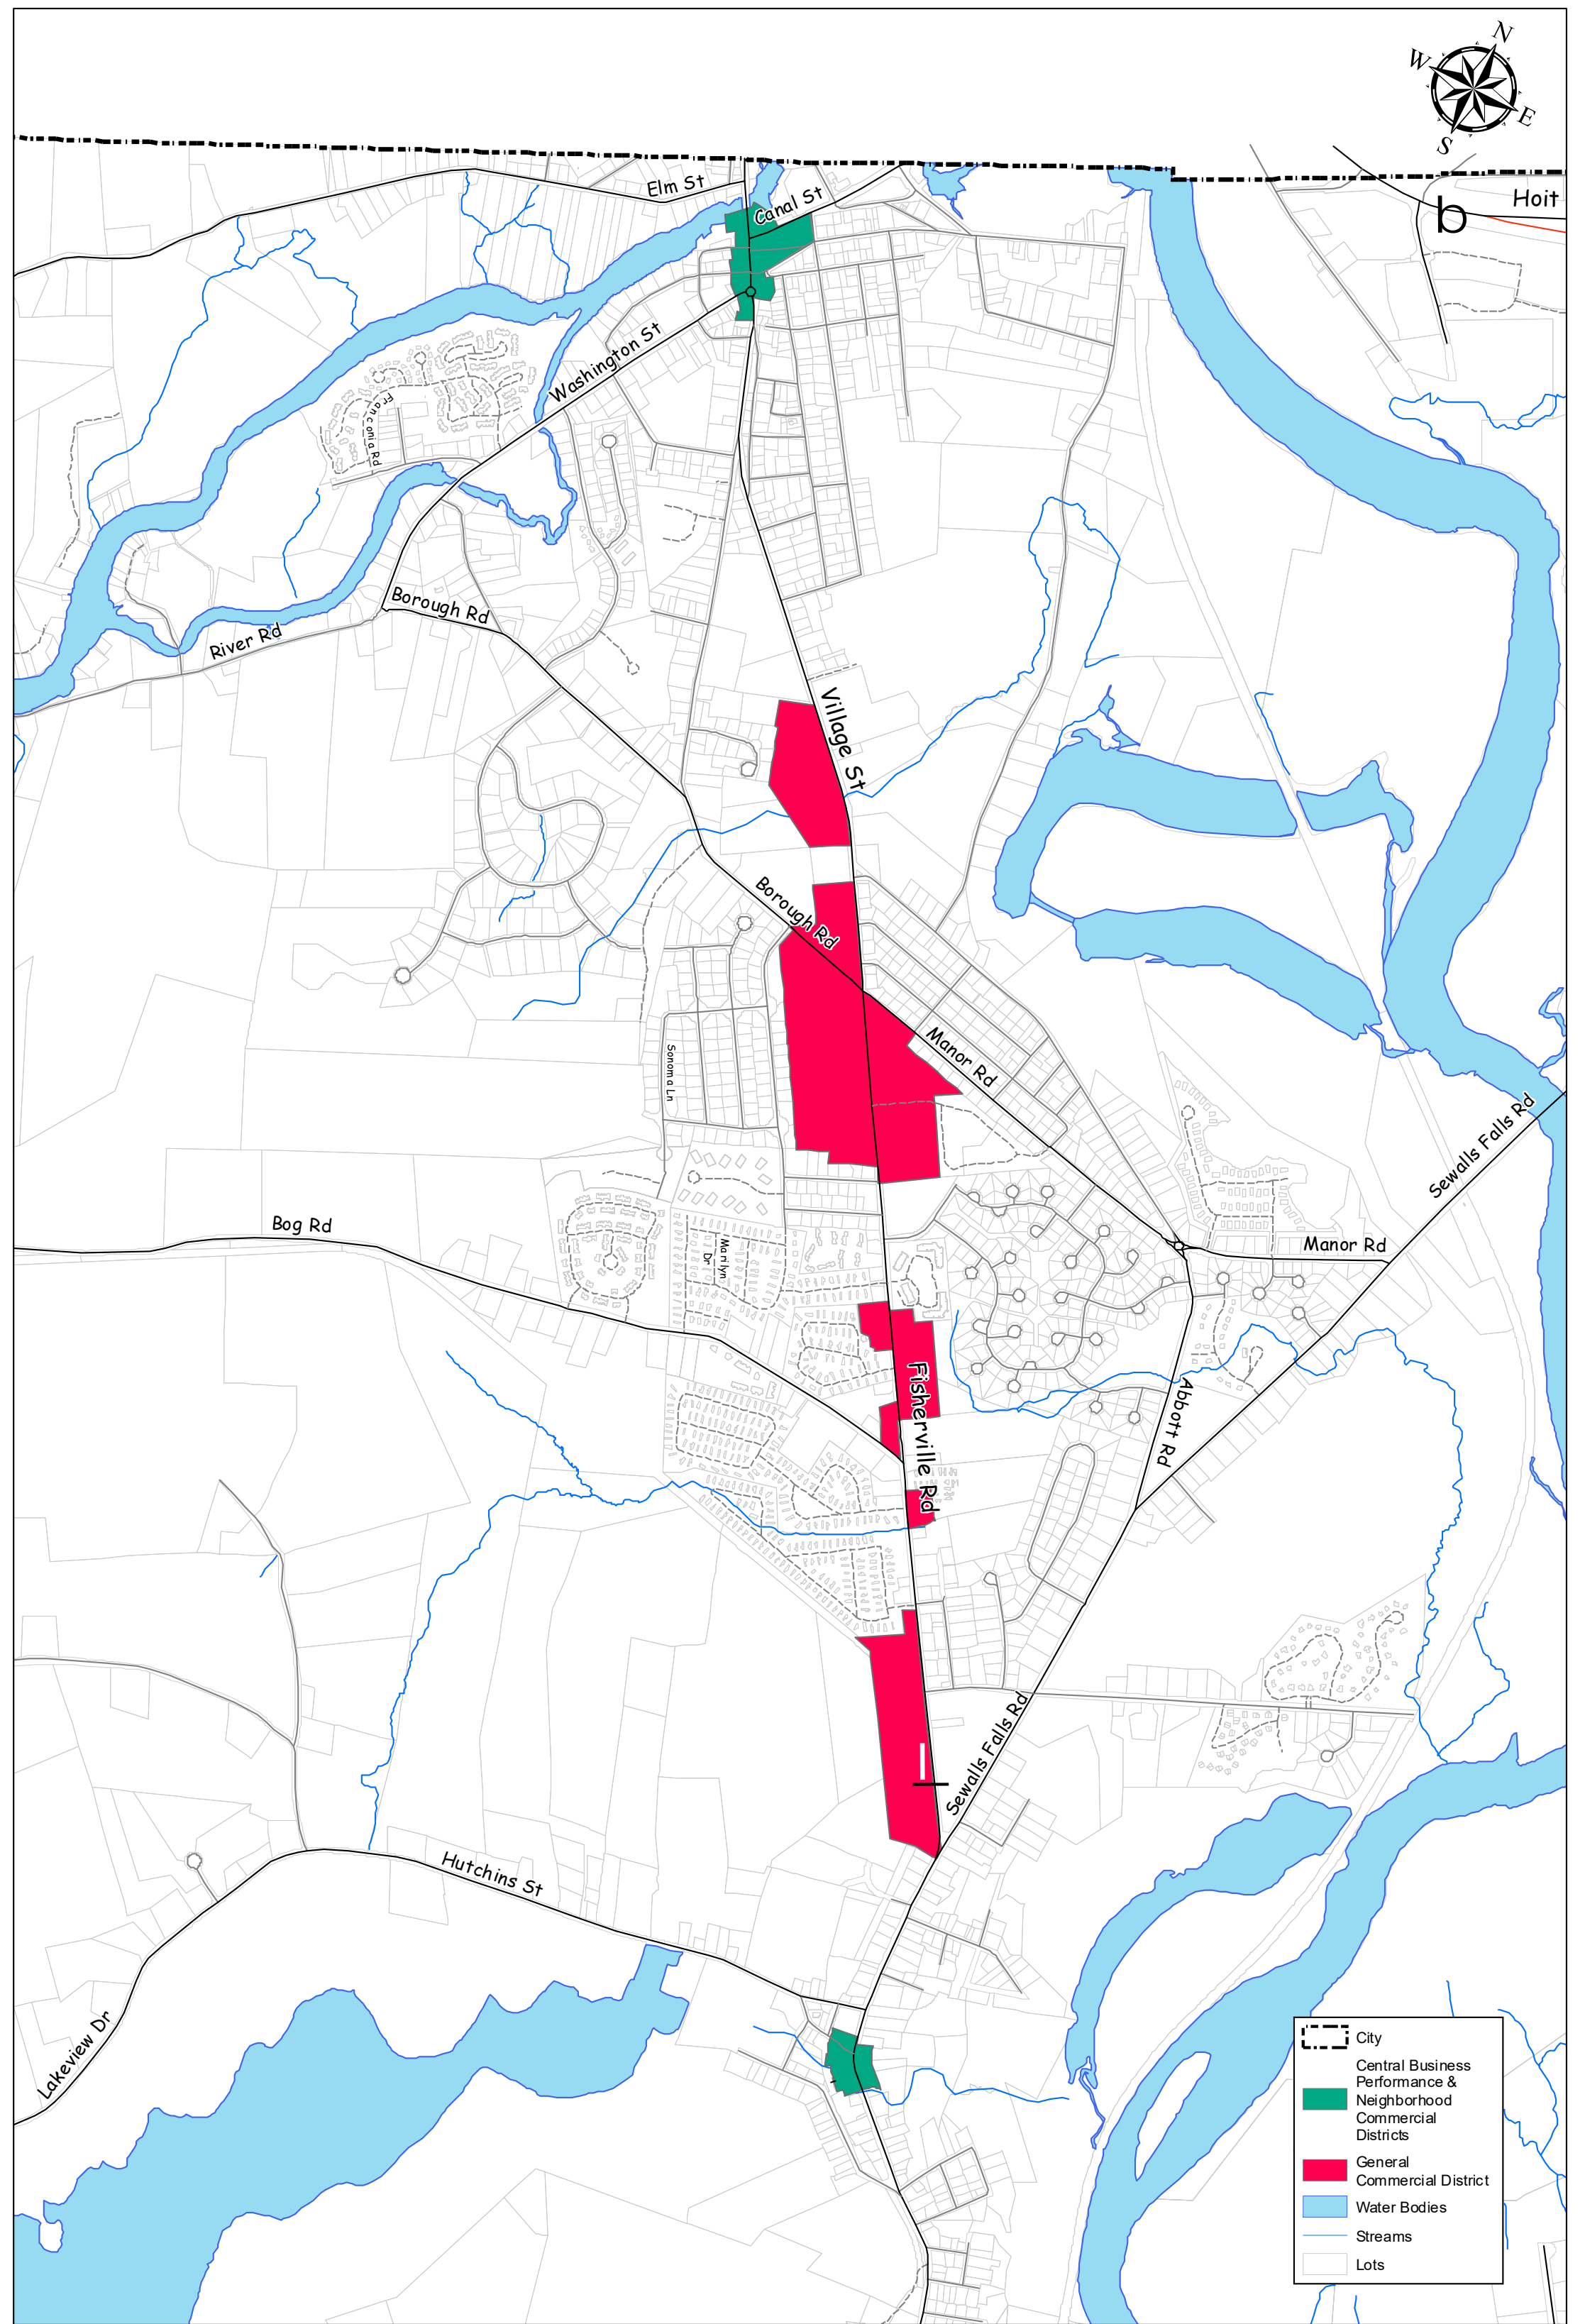 N
W
E
S
Elm St
Canal St
Hoit
b
Washington St
Franconia Rd
Borough Rd
River Rd
Village St
Borough Rd
Manor Rd
Sonoma Ln
Sewalls Falls Rd
Bog Rd
Marilyn
Dr
Manor Rd
Fisherville Rd
Abbott Rd
Sewalls Falls Rd
Hutchins St
Lakeview Dr
City
Central Business
Performance &
Neighborhood
Commercial
Districts
General
Commercial District
Water Bodies
Streams
Lots